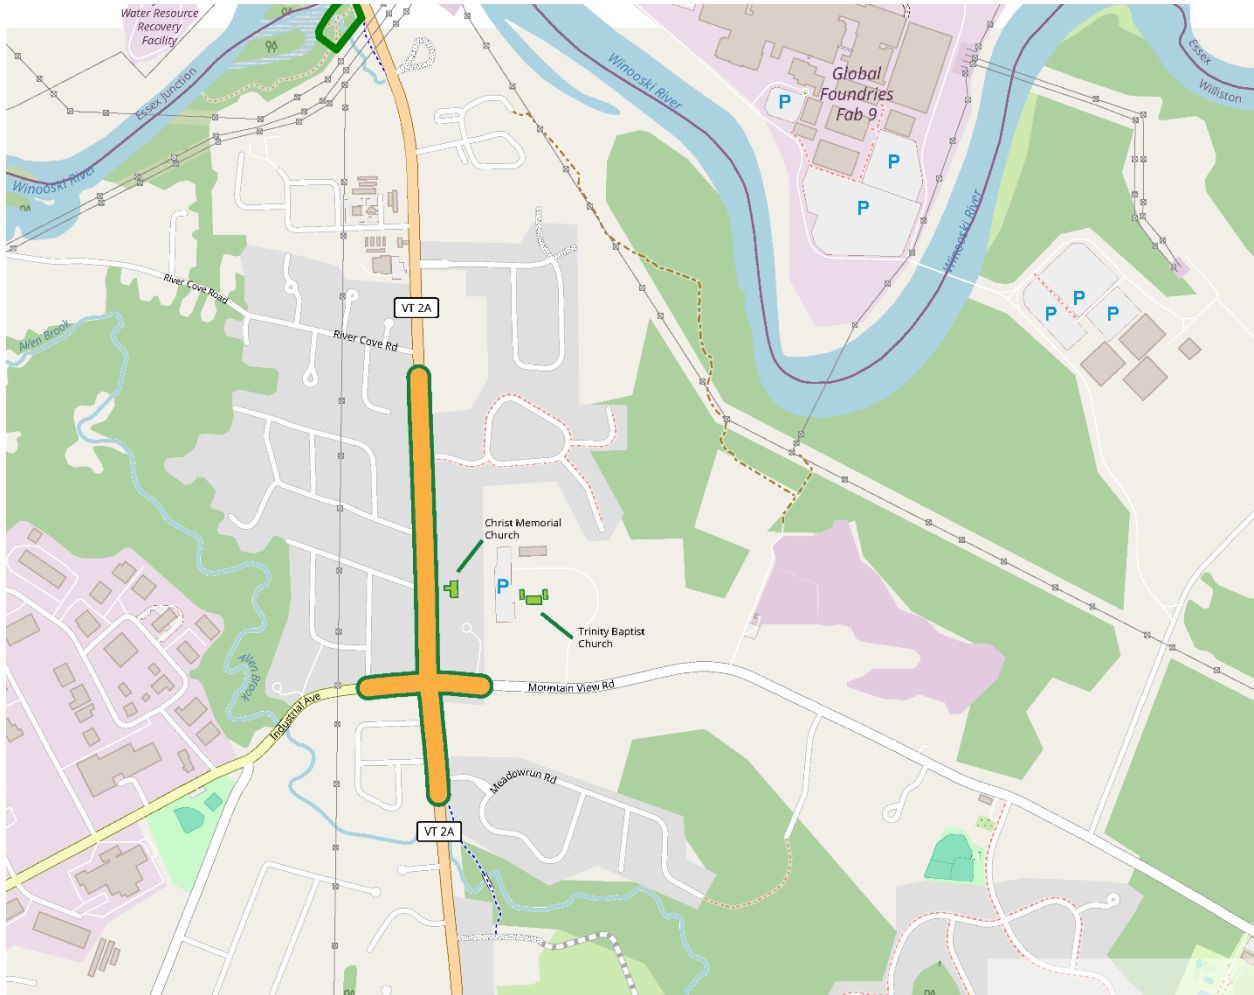 Water Resource
Recovery
Facility
Essex Junction
Winooski River
Winooski River
Global
Foundries
Fab 9
P
P
P
Essex
Williston
Winooski River
River Cove Road
VT 2A
River Cove Rd
Allen Brook
P
P
P
Christ Memorial
Church
P
Trinity Baptist
Church
Allen Brook
Industrial Ave
Mountain View Rd
Meadowrun Rd
VT 2A